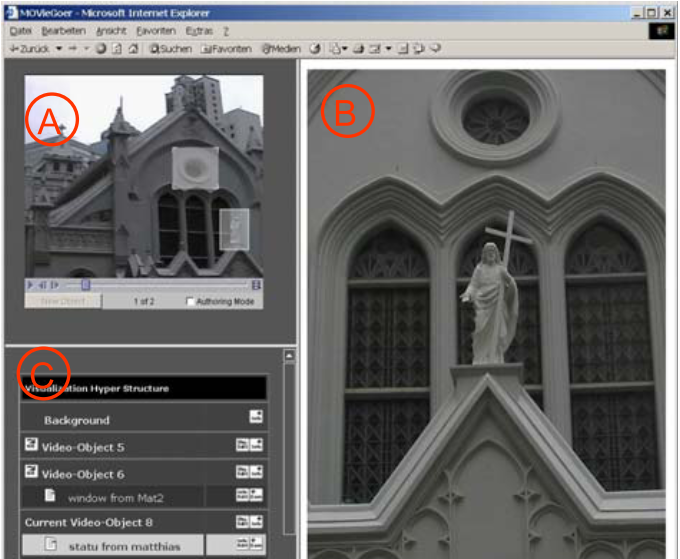 MOVieGoer - Microsoft Internet Explorer
Datei Bearbeiten Ansicht Favoriten Extras ?
Zurück Suchen Favoriten Medien
A
B
New Object 1 of 2 Authoring Mode
C
Visualization Hyper Structure
Background
Video-Object 5
Video-Object 6
window from Mat2
Current Video-Object 8
statu from matthias